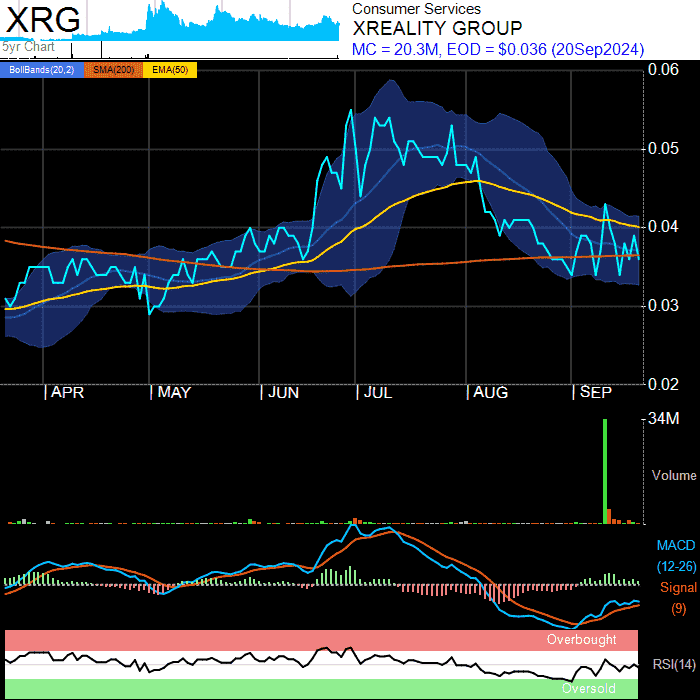 XRG
Consumer Services
XREALITY GROUP
5yr Chart
MC = 20.3M, EOD = $0.036 (20Sep2024)
BollBands(20,2) SMA(200) EMA(50)
0.06
0.05
0.04
0.03
0.02
APR MAY JUN JUL AUG SEP
34M
Volume
MACD
(12-26)
Signal
(9)
Overbought
RSI(14)
Oversold